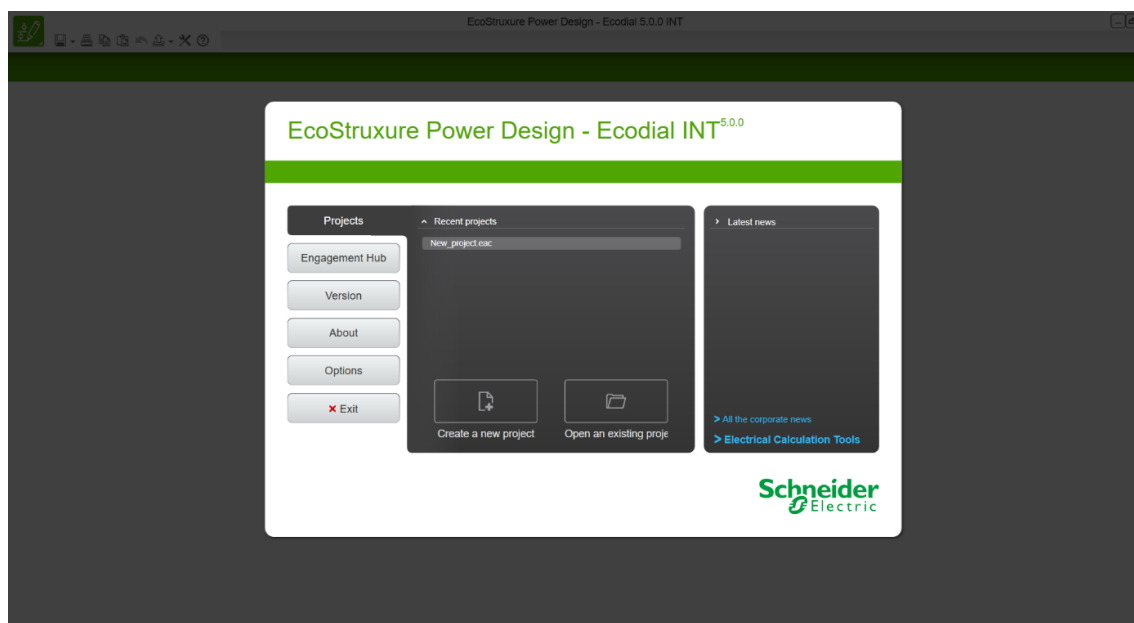 EcoStruxure Power Design - Ecodial 5.0.0 INT
EcoStruxure Power Design - Ecodial INT 5.0.0
Projects
Engagement Hub
Version
About
Options
Exit
Recent projects
New_project.eac
Create a new project
Open an existing proje
Latest news
> All the corporate news
> Electrical Calculation Tools
Schneider
Electric